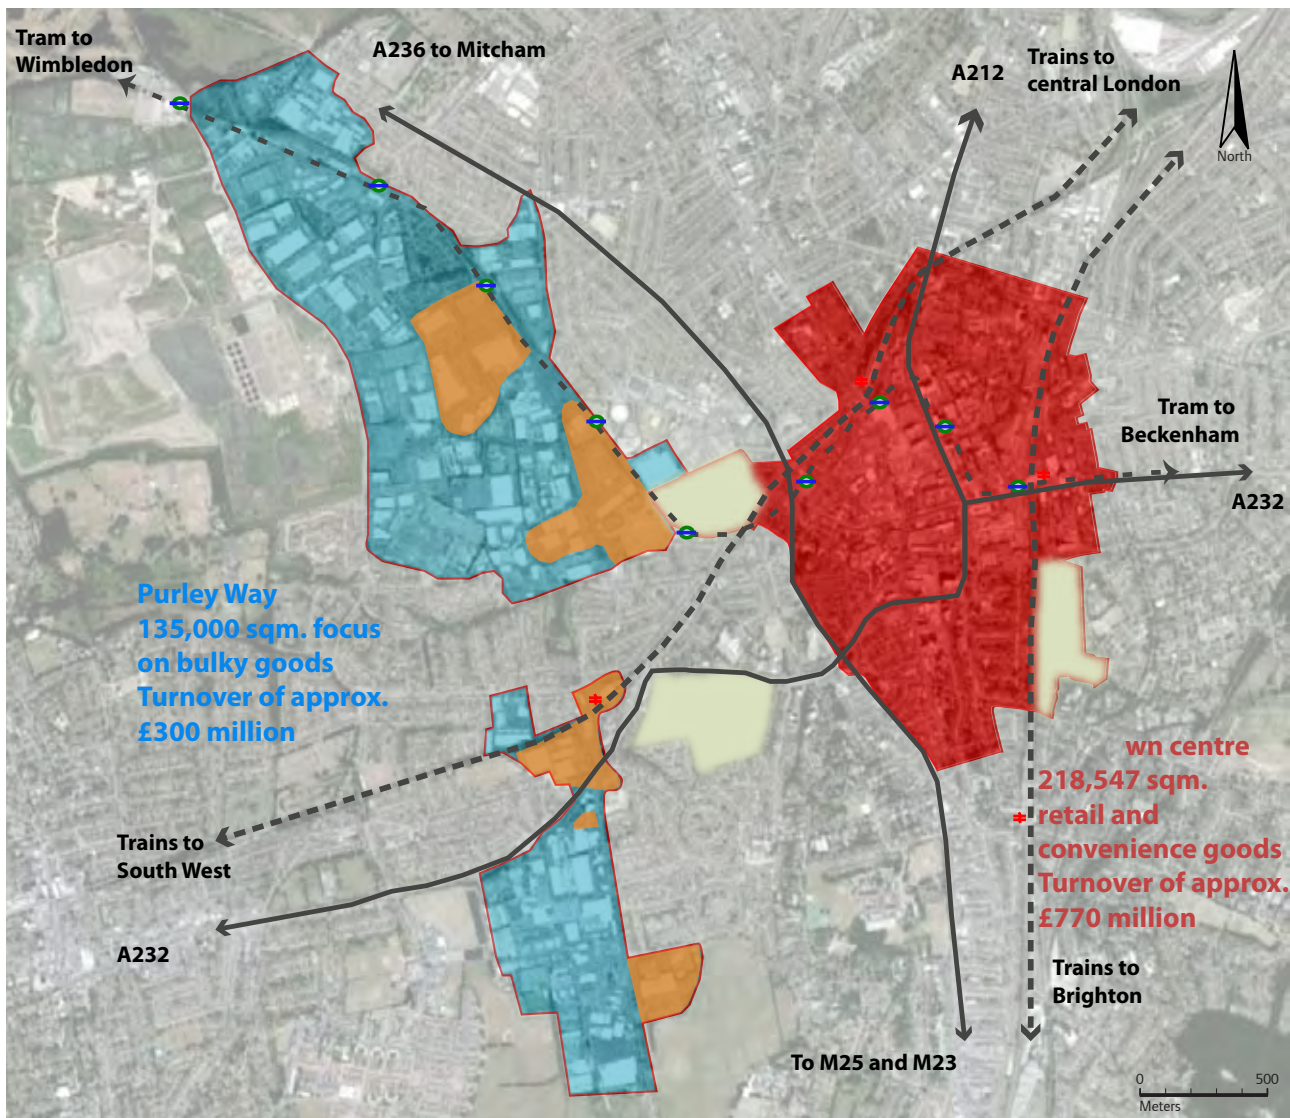 Tram to
Wimbledon
A236 to Mitcham
A212
Trains to
central London
North
Tram to
Beckenham
A232
Purley Way
135,000 sqm. focus
on bulky goods
Turnover of approx.
£300 million
wn centre
218,547 sqm.
retail and
convenience goods
Turnover of approx.
£770 million
Trains to
South West
A232
Trains to
Brighton
To M25 and M23
0 500
Meters